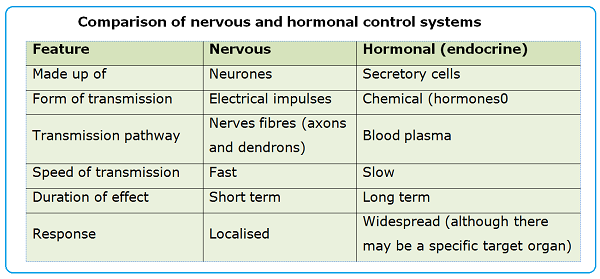 Comparison of nervous and hormonal control systems
Feature Nervous Hormonal (endocrine)
Made up of Neurones Secretory cells
Form of transmission Electrical impulses Chemical (hormones0
Transmission pathway Nerves fibres (axons and dendrons) Blood plasma
Speed of transmission Fast Slow
Duration of effect Short term Long term
Response Localised Widespread (although there may be a specific target organ)